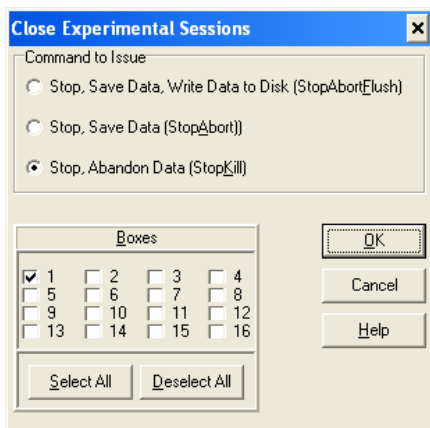 Close Experimental Sessions
Command to Issue
Stop, Save Data, Write Data to Disk (StopAbortFlush)
Stop, Save Data (StopAbort))
Stop, Abandon Data (StopKill)
Boxes
1 2 3 4
5 6 7 8
9 10 11 12
13 14 15 16
Select All Deselect All
OK
Cancel
Help